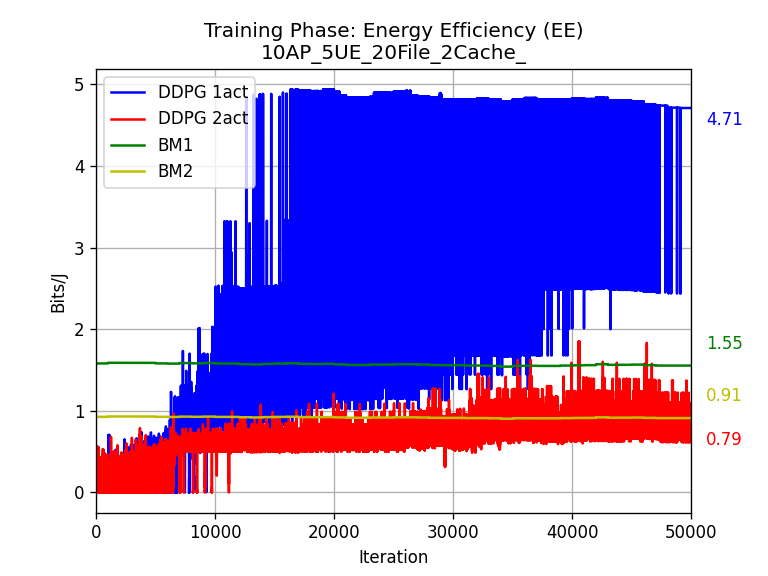 Training Phase: Energy Efficiency (EE)
10AP_5UE_20File_2Cache_
DDPG 1act
DDPG 2act
BM1
BM2
Bits/J
5
4
3
2
1
0
4.71
1.55
0.91
0.79
0 10000 20000 30000 40000 50000
Iteration